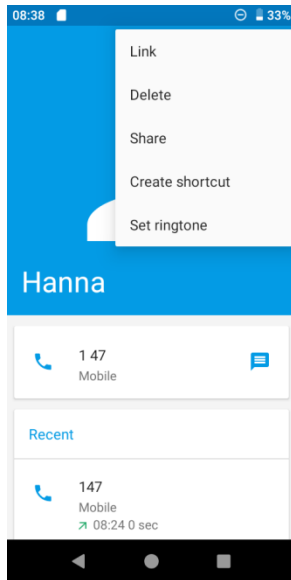 08:38 33%
Link
Delete
Share
Create shortcut
Set ringtone
Hanna
1 47
Mobile
Recent
147
Mobile
08:24 0 sec